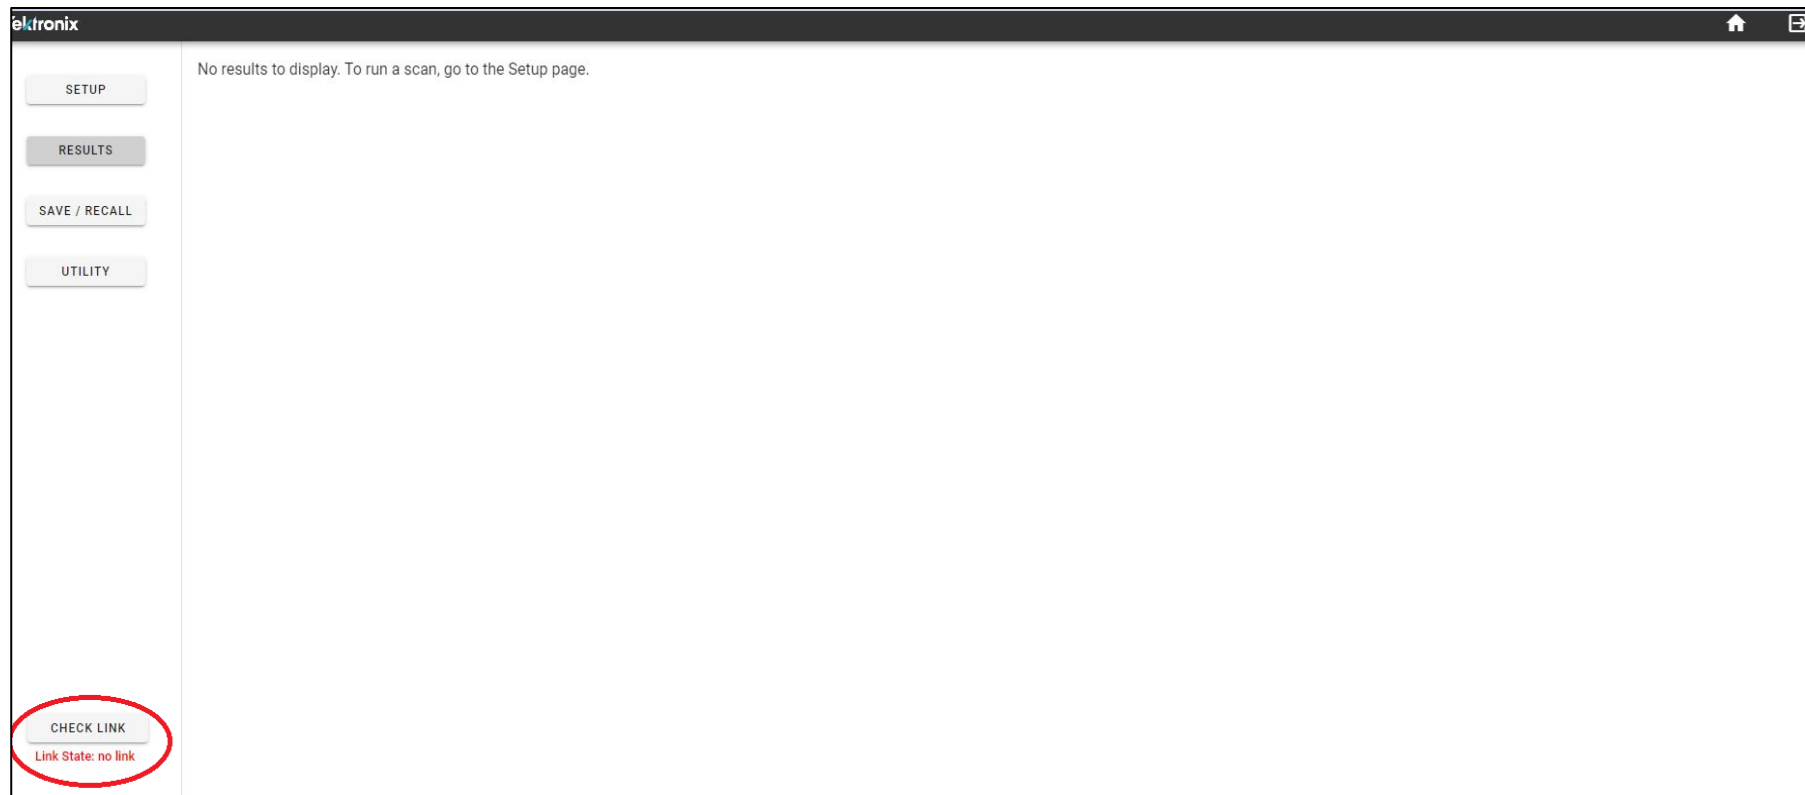 Tektronix
No results to display. To run a scan, go to the Setup page.
SETUP
RESULTS
SAVE / RECALL
UTILITY
CHECK LINK
Link State: no link